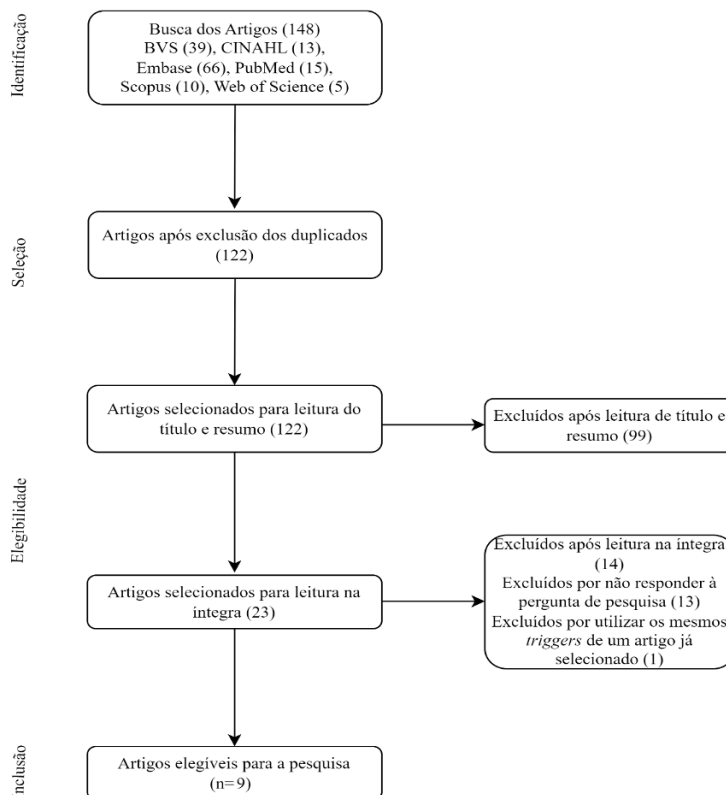 Identificação
Busca dos Artigos (148)
BVS (39), CINAHL (13),
Embase (66), PubMed (15),
Scopus (10), Web of Science (5)
Seleção
Artigos após exclusão dos duplicados
(122)
Elegibilidade
Artigos selecionados para leitura do
título e resumo (122)
Excluídos após leitura de título e
resumo (99)
Artigos selecionados para leitura na
íntegra (23)
Excluídos após leitura na íntegra
(14)
Excluídos por não responder à
pergunta de pesquisa (13)
Excluídos por utilizar os mesmos
triggers de um artigo já
selecionado (1)
Inclusão
Artigos elegíveis para a pesquisa
(n=9)